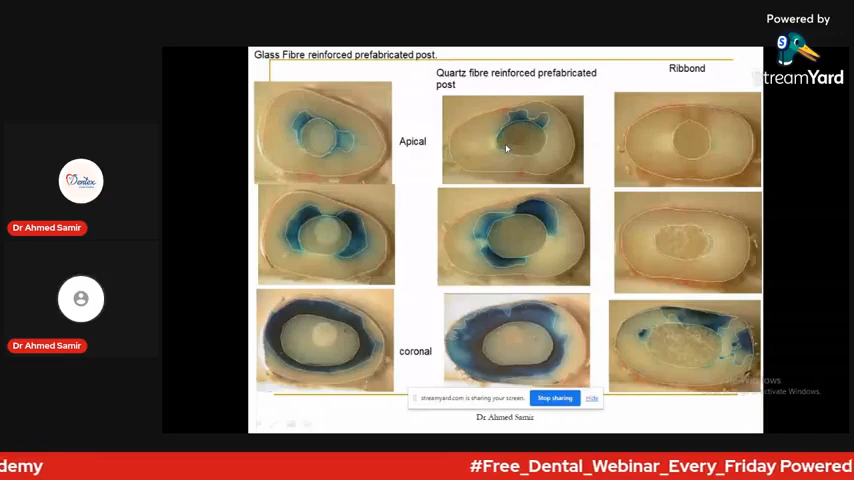 Powered by
StreamYard
Glass Fibre reinforced prefabricated post.
Quartz fibre reinforced prefabricated
post
Ribbond
Apical
Dentex
Dr Ahmed Samir
Dr Ahmed Samir
coronal
streamyard.com is sharing your screen.
Stop sharing
Hide
Activate Windows.
Dr Ahmed Samir
demy
#Free_Dental_Webinar_Every_Friday Powered